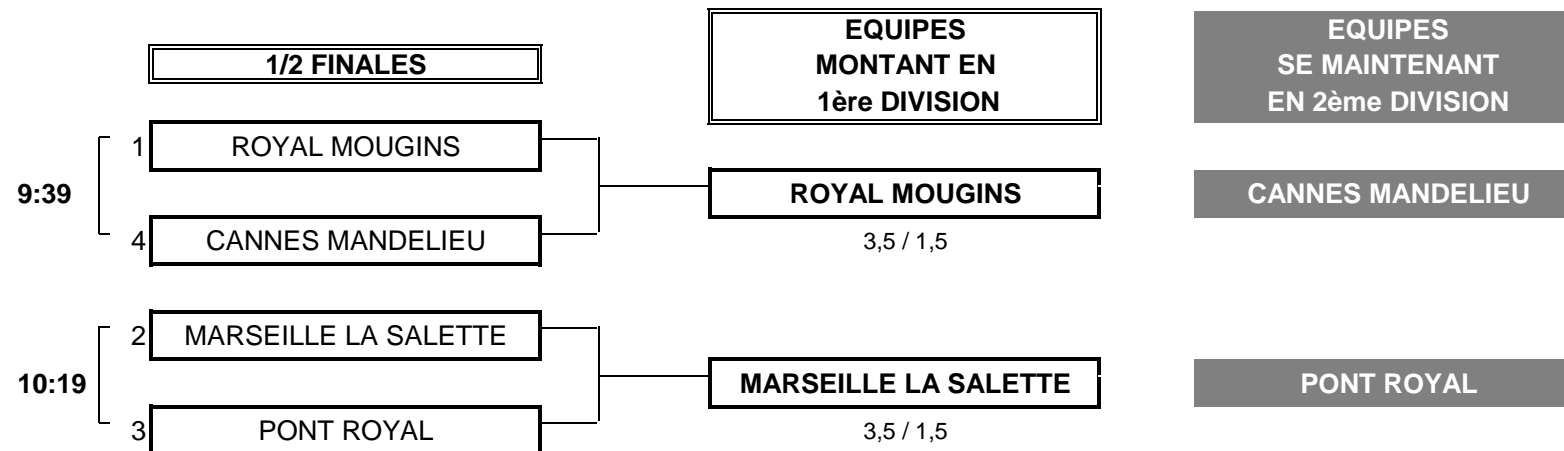 1/2 FINALES
EQUIPES
MONTANT EN
1ère DIVISION
EQUIPES
SE MAINTENANT
EN 2ème DIVISION
9:39
1 ROYAL MOUGINS
4 CANNES MANDELIEU
ROYAL MOUGINS
3,5 / 1,5
CANNES MANDELIEU
10:19
2 MARSEILLE LA SALETTE
3 PONT ROYAL
MARSEILLE LA SALETTE
3,5 / 1,5
PONT ROYAL